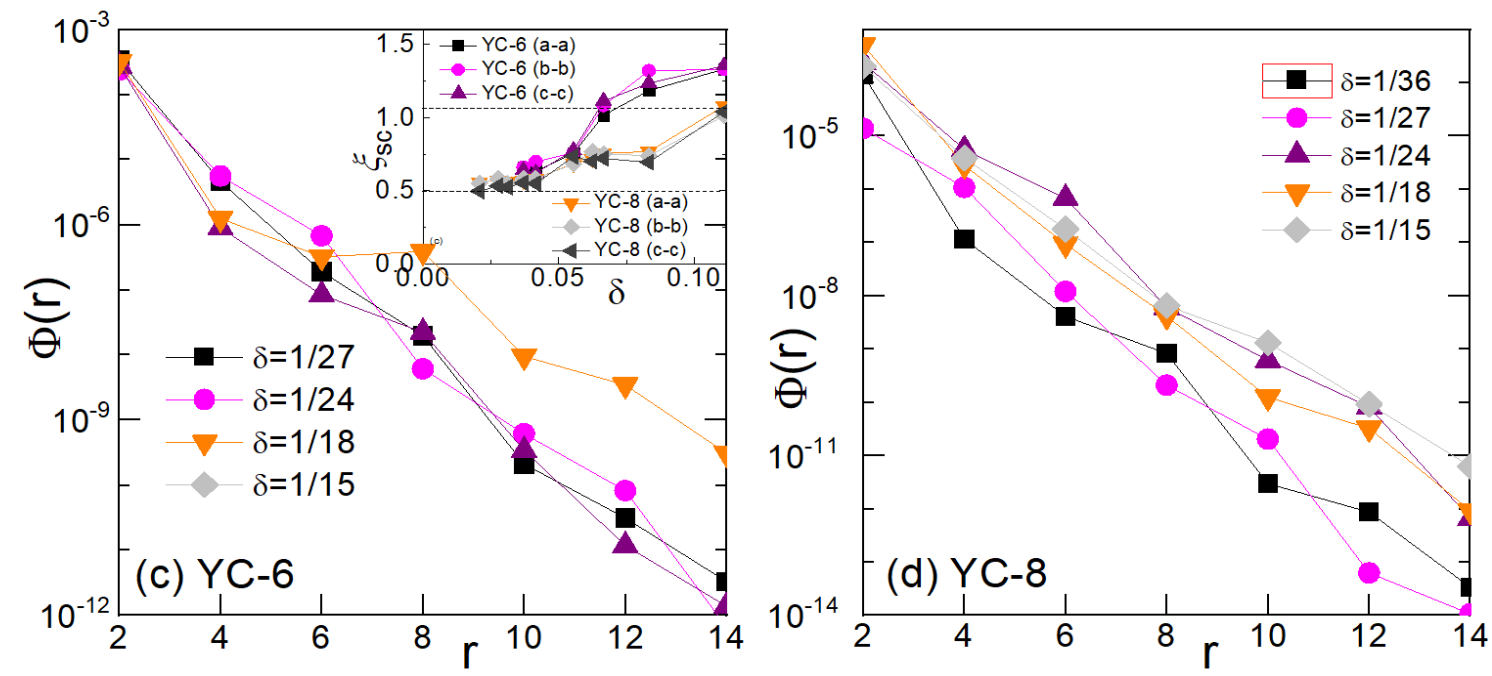 10⁻³
10⁻⁶
10⁻⁹
10⁻¹²
Φ(r)
2 4 6 8 10 12 14
r
δ=1/27
δ=1/24
δ=1/18
δ=1/15
(c) YC-6
1.5
1.0
0.5
0.0
ξSC
0.00 0.05 0.10
δ
YC-6 (a-a)
YC-6 (b-b)
YC-6 (c-c)
YC-8 (a-a)
YC-8 (b-b)
YC-8 (c-c)
(c)
10⁻⁵
10⁻⁸
10⁻¹¹
10⁻¹⁴
Φ(r)
2 4 6 8 10 12 14
r
δ=1/36
δ=1/27
δ=1/24
δ=1/18
δ=1/15
(d) YC-8